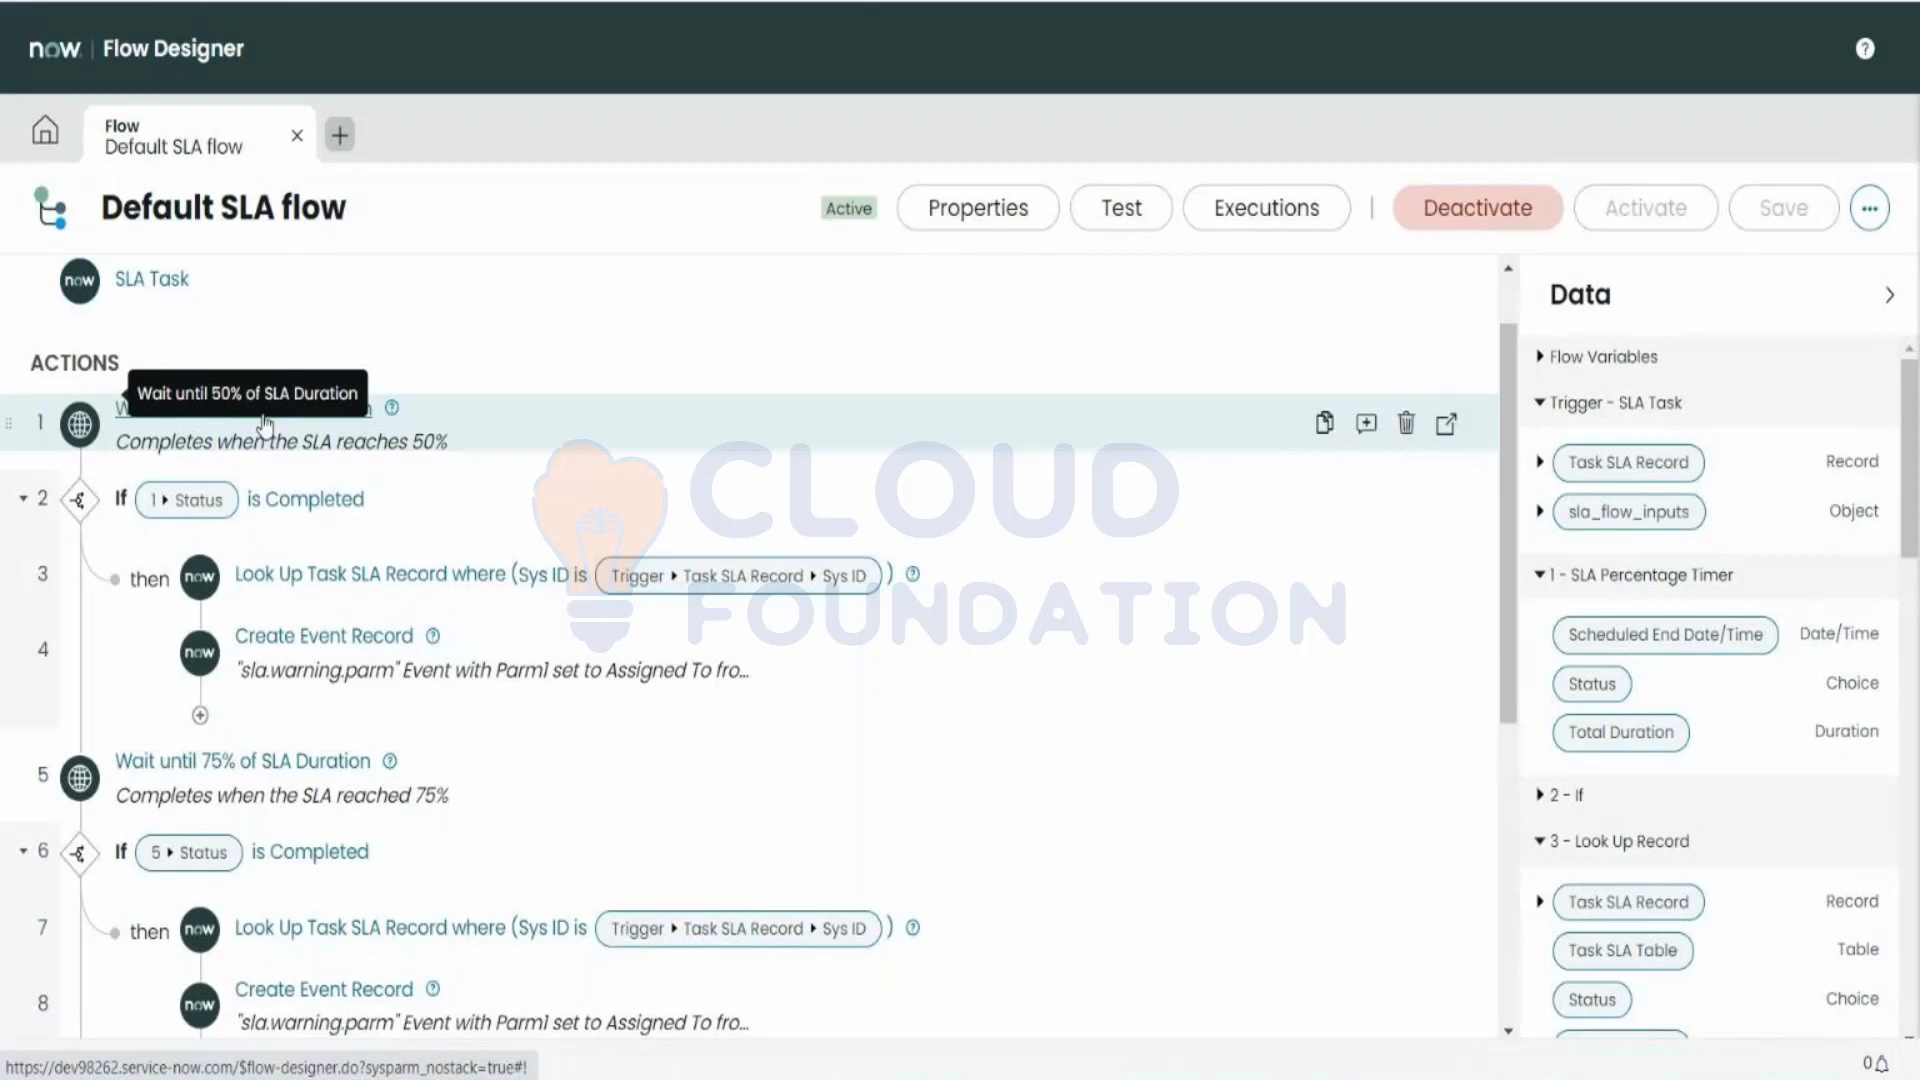 now | Flow Designer
Flow
Default SLA flow
Default SLA flow
Active
Properties
Test
Executions
Deactivate
Activate
Save
now SLA Task
ACTIONS
Wait until 50% of SLA Duration
1
Completes when the SLA reaches 50%
2 If 1 Status is Completed
3 then now Look Up Task SLA Record where (Sys ID is Trigger Task SLA Record Sys ID )
4 now Create Event Record
"sla.warning.parm" Event with Parm1 set to Assigned To fro...
5 Wait until 75% of SLA Duration
Completes when the SLA reached 75%
6 If 5 Status is Completed
7 then now Look Up Task SLA Record where (Sys ID is Trigger Task SLA Record Sys ID )
8 now Create Event Record
"sla.warning.parm" Event with Parm1 set to Assigned To fro...
CLOUD
FOUNDATION
Data
Flow Variables
Trigger - SLA Task
Task SLA Record Record
sla_flow_inputs Object
1 - SLA Percentage Timer
Scheduled End Date/Time Date/Time
Status Choice
Total Duration Duration
2 - If
3 - Look Up Record
Task SLA Record Record
Task SLA Table Table
Status Choice
https://dev98262.service-now.com/$flow-designer.do?sysparm_nostack=true#!
0